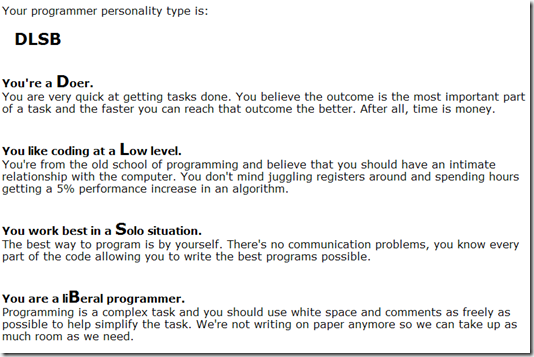 Your programmer personality type is:
DLSB
You're a Doer.
You are very quick at getting tasks done. You believe the outcome is the most important part
of a task and the faster you can reach that outcome the better. After all, time is money.
You like coding at a Low level.
You're from the old school of programming and believe that you should have an intimate
relationship with the computer. You don't mind juggling registers around and spending hours
getting a 5% performance increase in an algorithm.
You work best in a Solo situation.
The best way to program is by yourself. There's no communication problems, you know every
part of the code allowing you to write the best programs possible.
You are a liBeral programmer.
Programming is a complex task and you should use white space and comments as freely as
possible to help simplify the task. We're not writing on paper anymore so we can take up as
much room as we need.